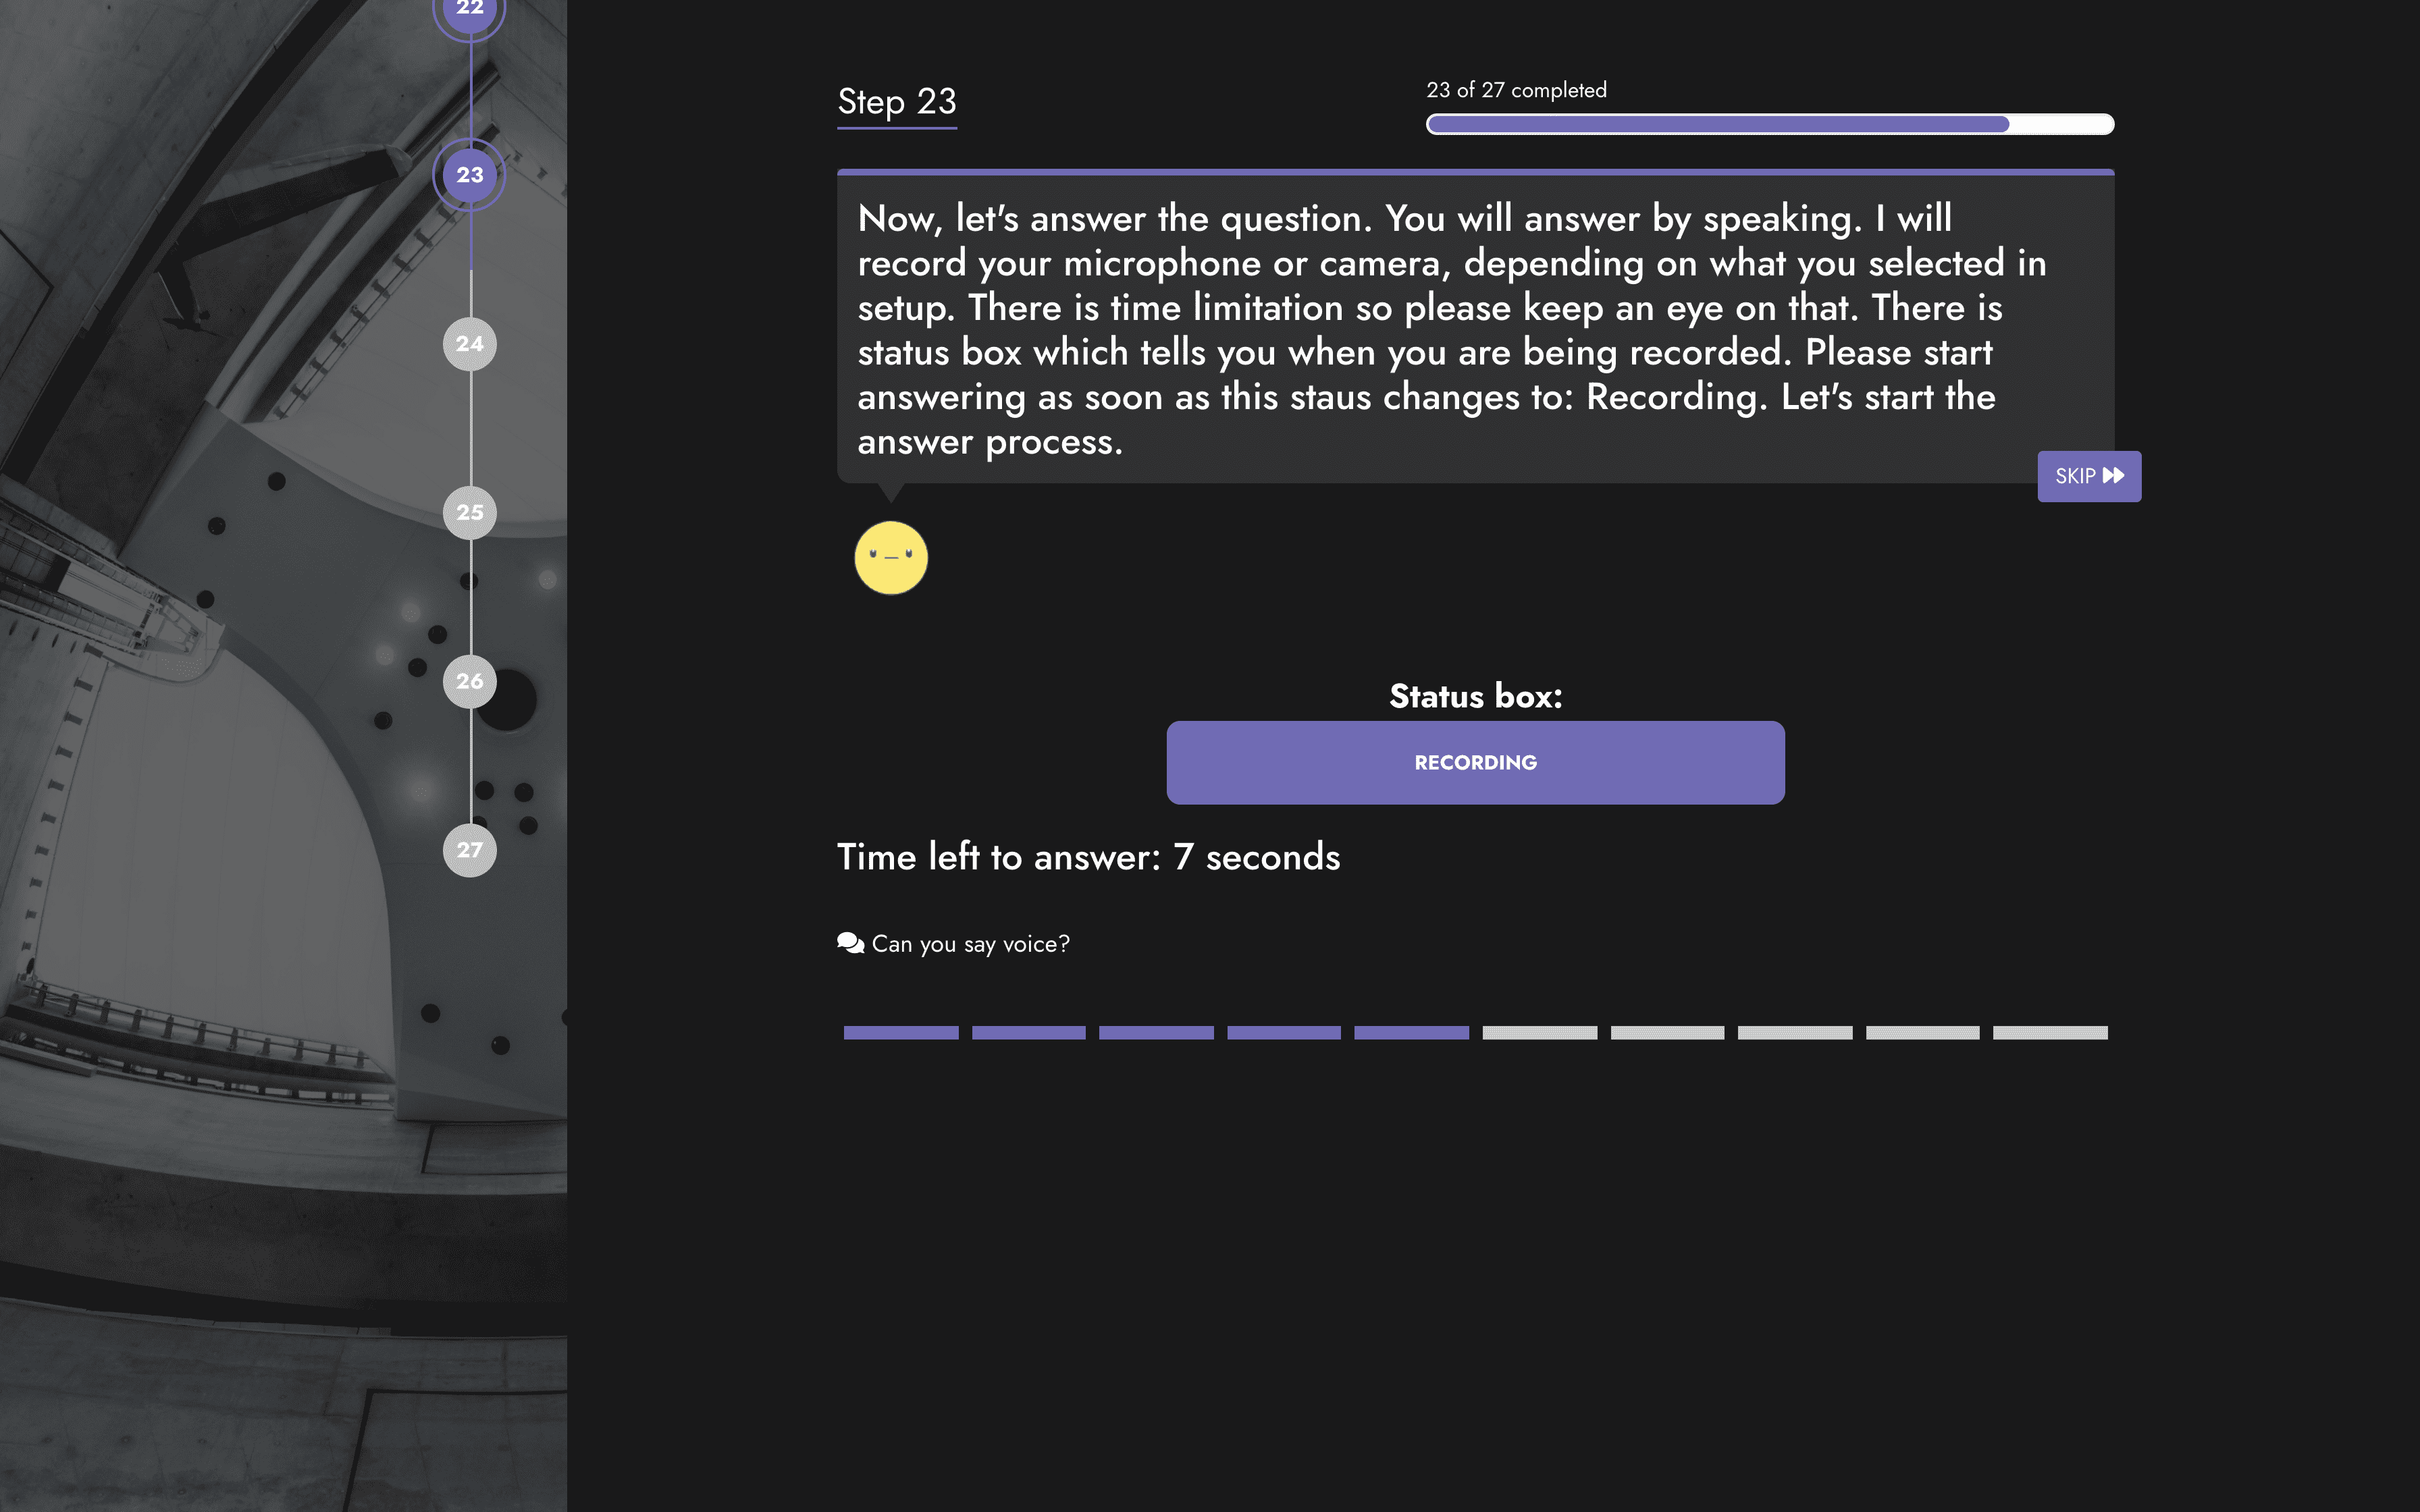 22
23
24
25
26
27
Step 23
23 of 27 completed
Now, let's answer the question. You will answer by speaking. I will
record your microphone or camera, depending on what you selected in
setup. There is time limitation so please keep an eye on that. There is
status box which tells you when you are being recorded. Please start
answering as soon as this staus changes to: Recording. Let's start the
answer process.
SKIP
Status box:
RECORDING
Time left to answer: 7 seconds
Can you say voice?